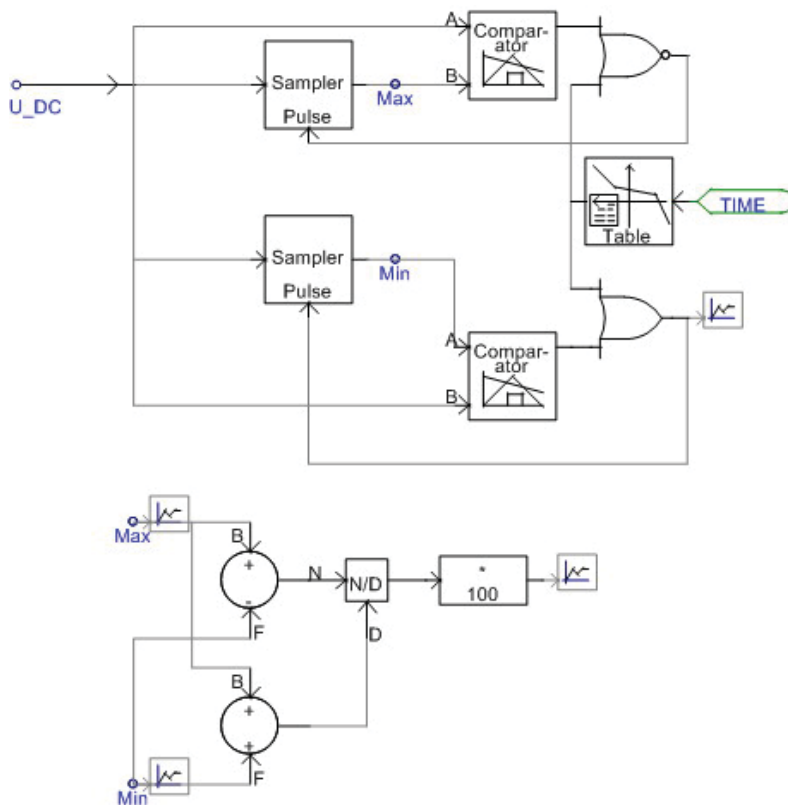 A
Compar-
ator
Sampler
B
Max
U_DC
Pulse
TIME
Table
Sampler
Min
Pulse
A
Compar-
ator
B
Max
B
+
N
N/D
*
100
-
F
D
B
+
+
F
Min